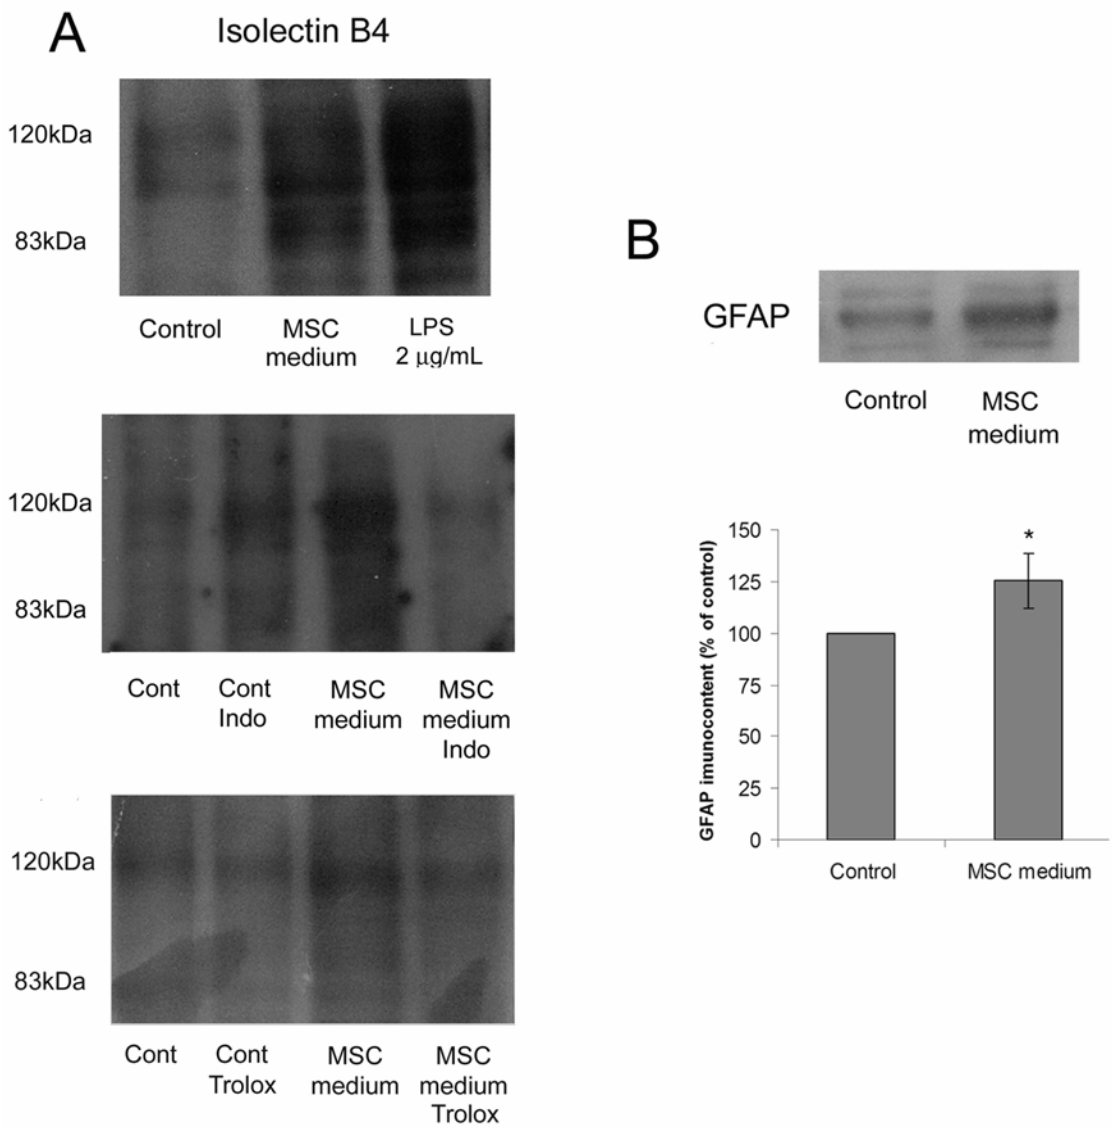 A
Isolectin B4
120kDa
83kDa
Control
MSC
medium
LPS
2 μg/mL
120kDa
83kDa
Cont
Cont
Indo
MSC
medium
MSC
medium
Indo
120kDa
83kDa
Cont
Cont
Trolox
MSC
medium
MSC
medium
Trolox
B
GFAP
Control
MSC
medium
GFAP imunocontent (% of control)
150
125
100
75
50
25
0
*
Control
MSC medium